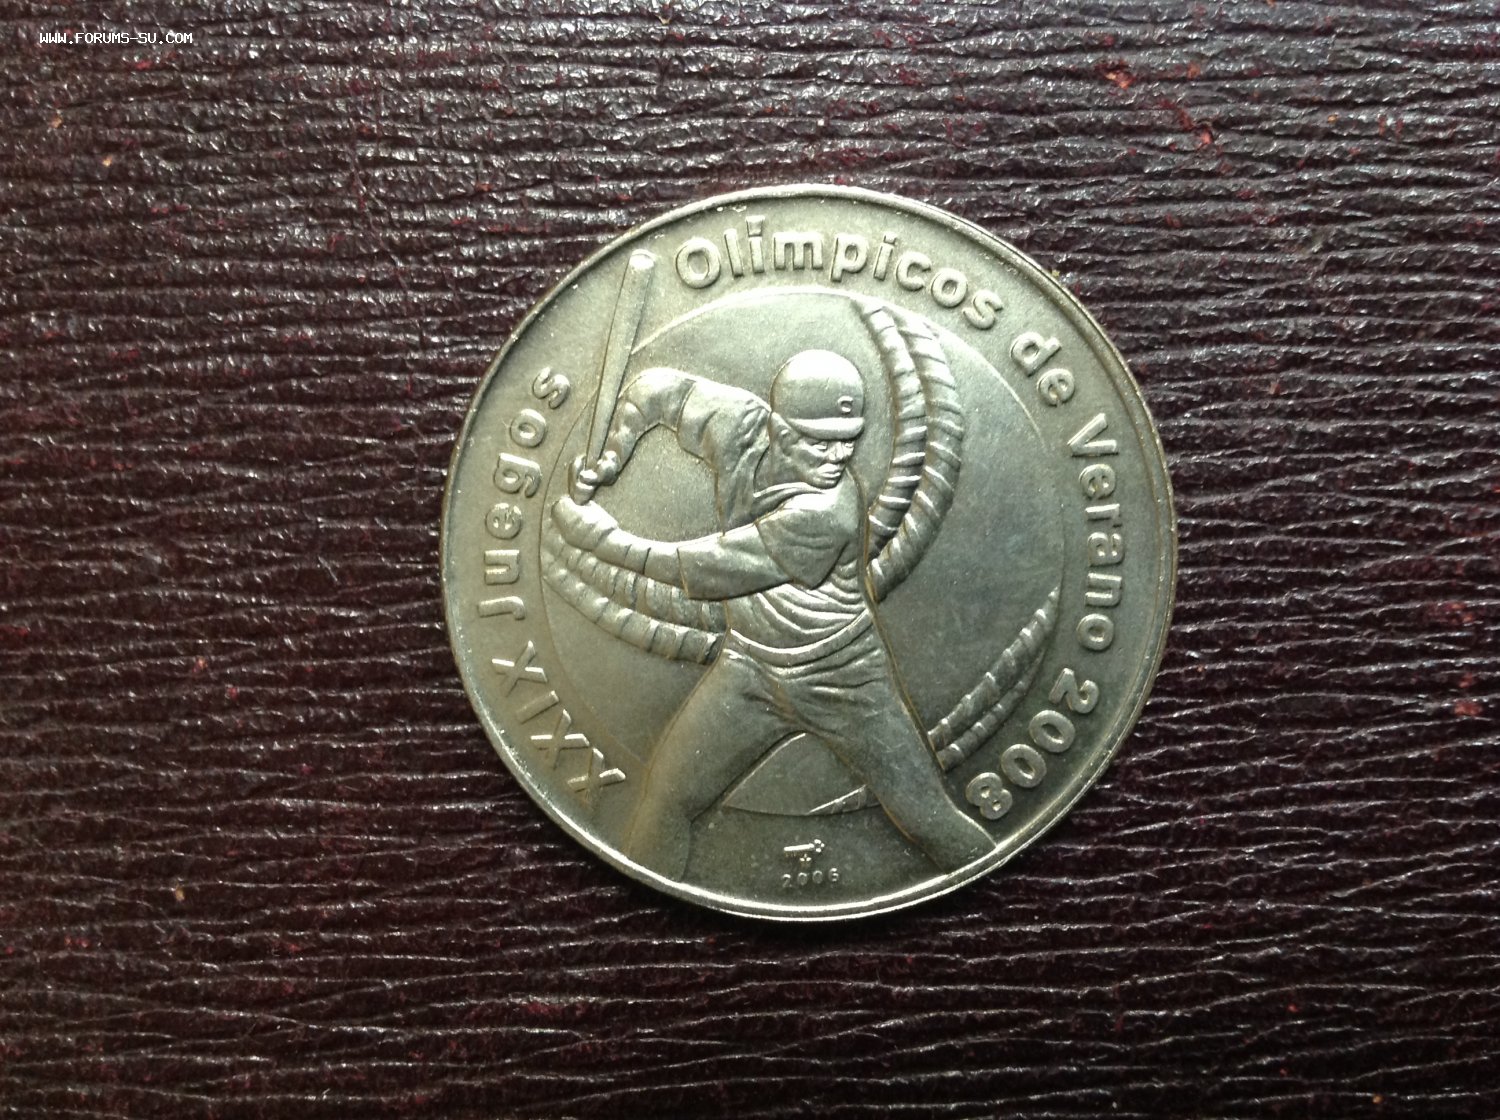 WWW.FORUMS-SU.COM
XXIX Juegos Olimpicos de Verano 2008
C
2006